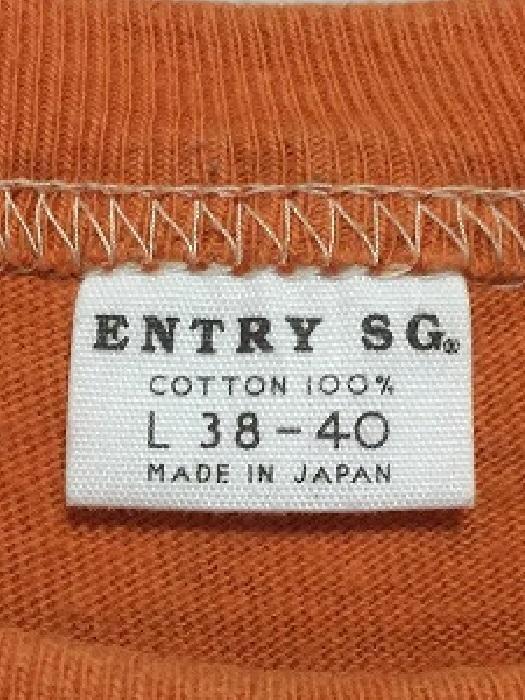 ENTRY SG®
COTTON 100%
L 38-40
MADE IN JAPAN